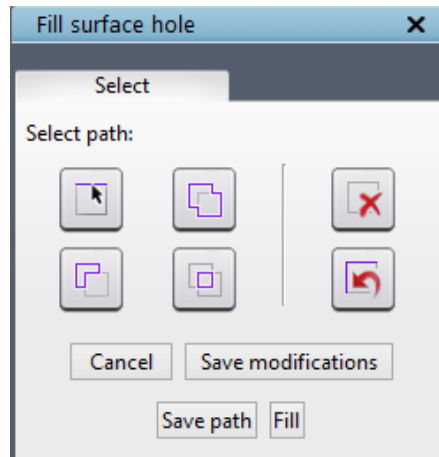 Fill surface hole
Select
Select path:
Cancel Save modifications
Save path Fill